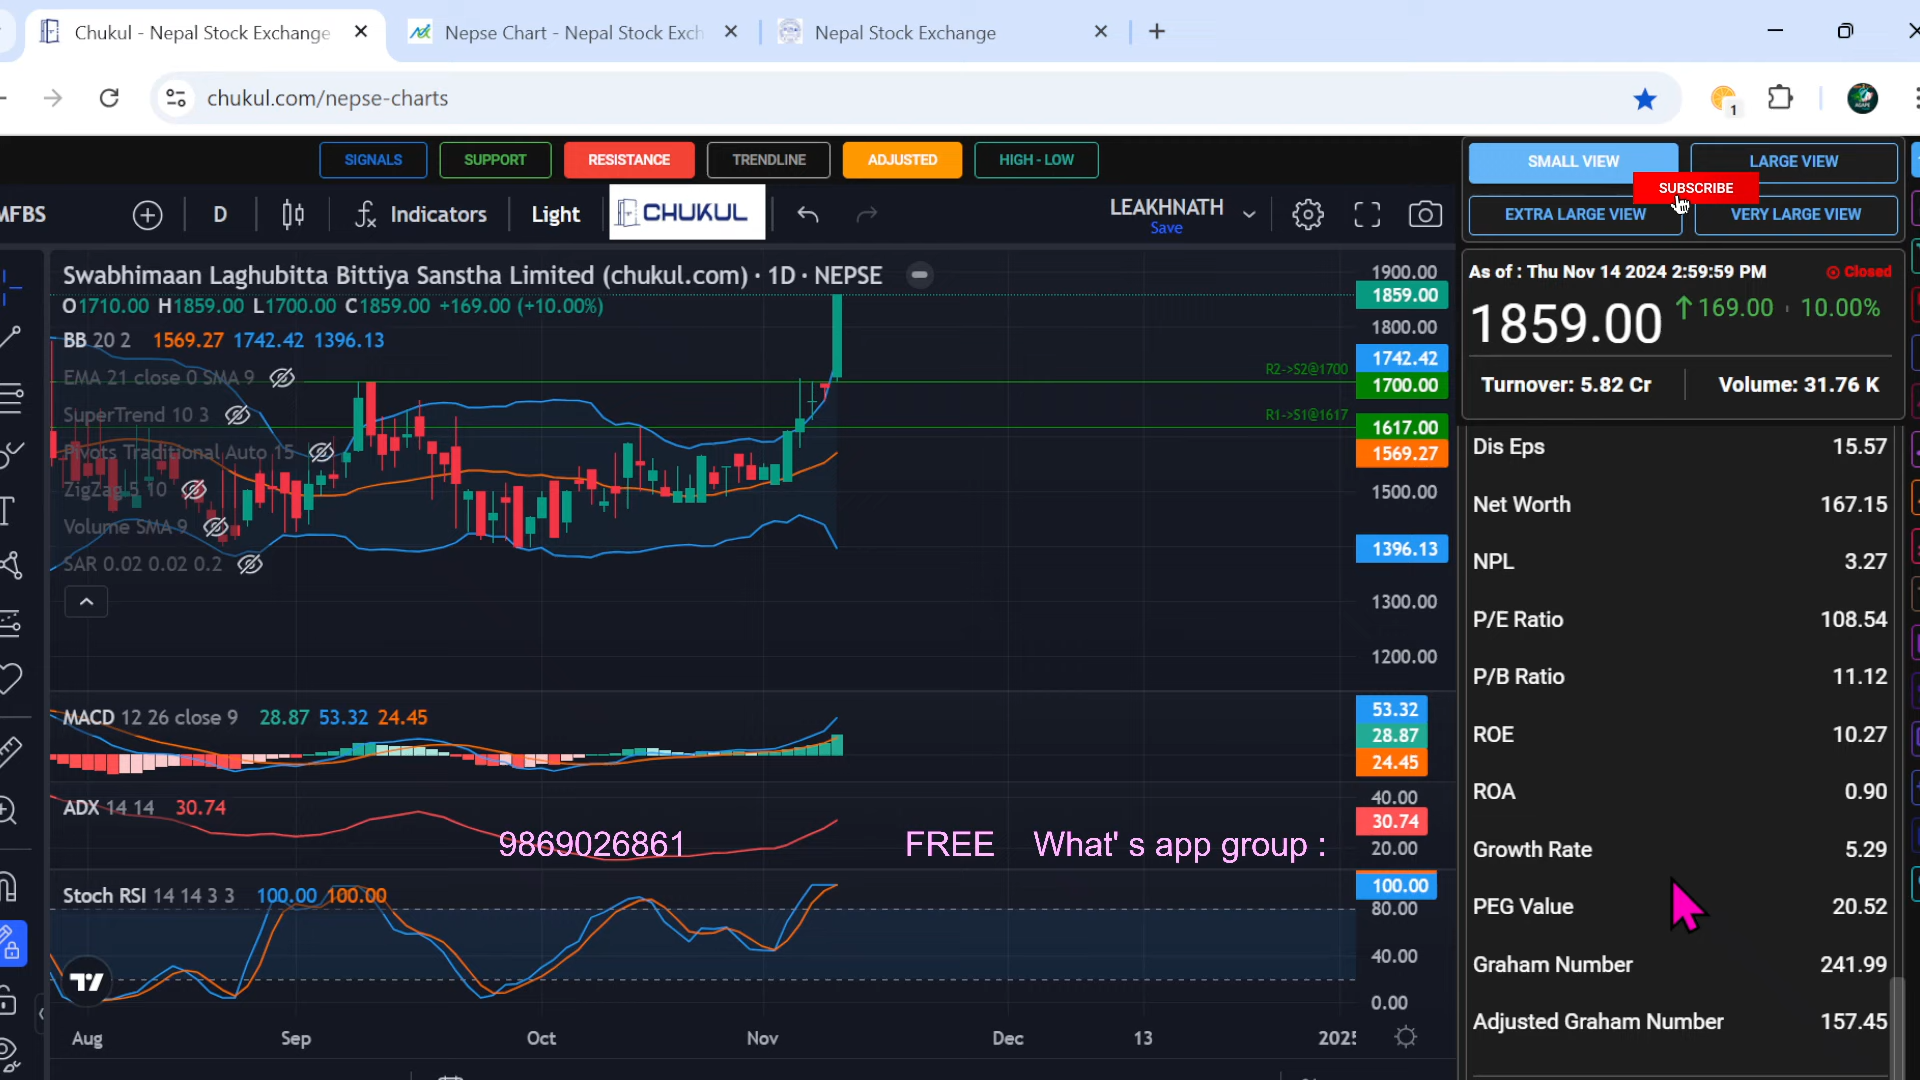 Chukul - Nepal Stock Exchange
Nepse Chart - Nepal Stock Exch
Nepal Stock Exchange
chukul.com/nepse-charts
1
SIGNALS
SUPPORT
RESISTANCE
TRENDLINE
ADJUSTED
HIGH - LOW
MFBS
D
Indicators
Light
CHUKUL
LEAKHNATH
Save
SMALL VIEW
LARGE VIEW
SUBSCRIBE
EXTRA LARGE VIEW
VERY LARGE VIEW
Swabhimaan Laghubitta Bittiya Sanstha Limited (chukul.com) · 1D · NEPSE
O1710.00 H1859.00 L1700.00 C1859.00 +169.00 (+10.00%)
BB 20 2 1569.27 1742.42 1396.13
EMA 21 close 0 SMA 9
SuperTrend 10 3
Pivots Traditional Auto 15
ZigZag 5 10
Volume SMA 9
SAR 0.02 0.02 0.2
R2->S2@1700
R1->S1@1617
1900.00
1859.00
1800.00
1742.42
1700.00
1617.00
1569.27
1500.00
1396.13
1300.00
1200.00
MACD 12 26 close 9 28.87 53.32 24.45
53.32
28.87
24.45
ADX 14 14 30.74
40.00
30.74
20.00
9869026861 FREE What' s app group :
Stoch RSI 14 14 3 3 100.00 100.00
100.00
80.00
40.00
0.00
Aug Sep Oct Nov Dec 13 2025
As of : Thu Nov 14 2024 2:59:59 PM
Closed
1859.00
169.00 10.00%
Turnover: 5.82 Cr
Volume: 31.76 K
Dis Eps 15.57
Net Worth 167.15
NPL 3.27
P/E Ratio 108.54
P/B Ratio 11.12
ROE 10.27
ROA 0.90
Growth Rate 5.29
PEG Value 20.52
Graham Number 241.99
Adjusted Graham Number 157.45